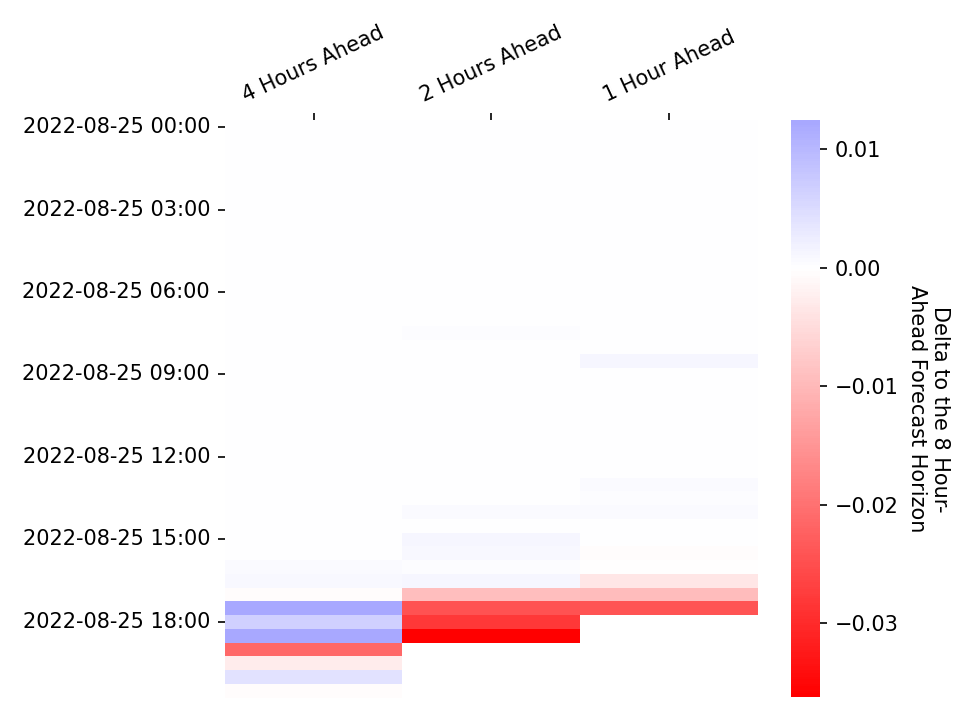 4 Hours Ahead
2 Hours Ahead
1 Hour Ahead
2022-08-25 00:00
2022-08-25 03:00
2022-08-25 06:00
2022-08-25 09:00
2022-08-25 12:00
2022-08-25 15:00
2022-08-25 18:00
0.01
0.00
−0.01
−0.02
−0.03
Delta to the 8 Hour-
Ahead Forecast Horizon